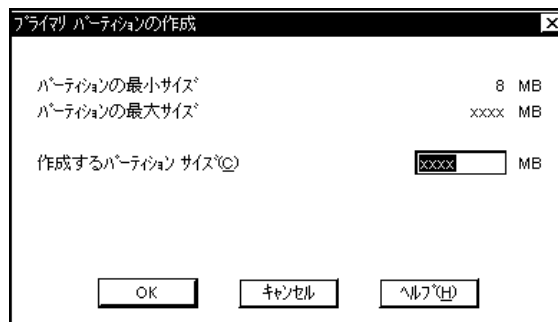 ﾌﾟﾗｲﾏﾘ ﾊﾟｰﾃｨｼｮﾝの作成
ﾊﾟｰﾃｨｼｮﾝの最小ｻｲｽﾞ 8 MB
ﾊﾟｰﾃｨｼｮﾝの最大ｻｲｽﾞ xxxx MB
作成するﾊﾟｰﾃｨｼｮﾝ ｻｲｽﾞ(C) xxxx MB
OK ｷｬﾝｾﾙ ﾍﾙﾌﾟ(H)